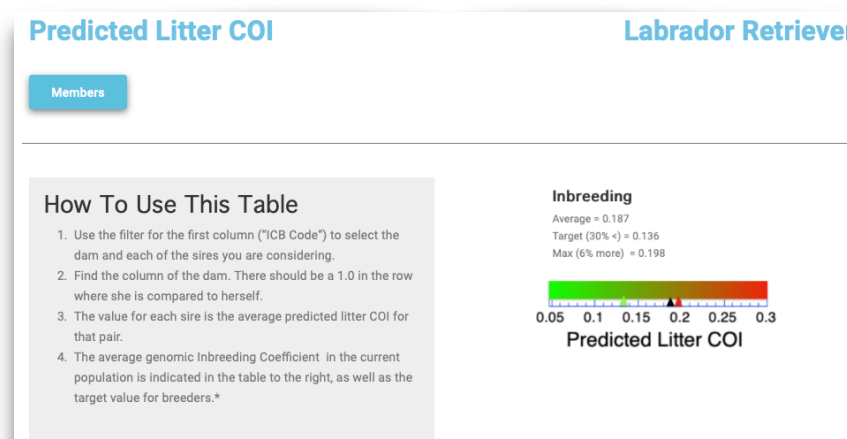 Predicted Litter COI
Labrador Retriever
Members
How To Use This Table
1. Use the filter for the first column ("ICB Code") to select the
dam and each of the sires you are considering.
2. Find the column of the dam. There should be a 1.0 in the row
where she is compared to herself.
3. The value for each sire is the average predicted litter COI for
that pair.
4. The average genomic Inbreeding Coefficient in the current
population is indicated in the table to the right, as well as the
target value for breeders.*
Inbreeding
Average = 0.187
Target (30% <) = 0.136
Max (6% more) = 0.198
0.05 0.1 0.15 0.2 0.25 0.3
Predicted Litter COI